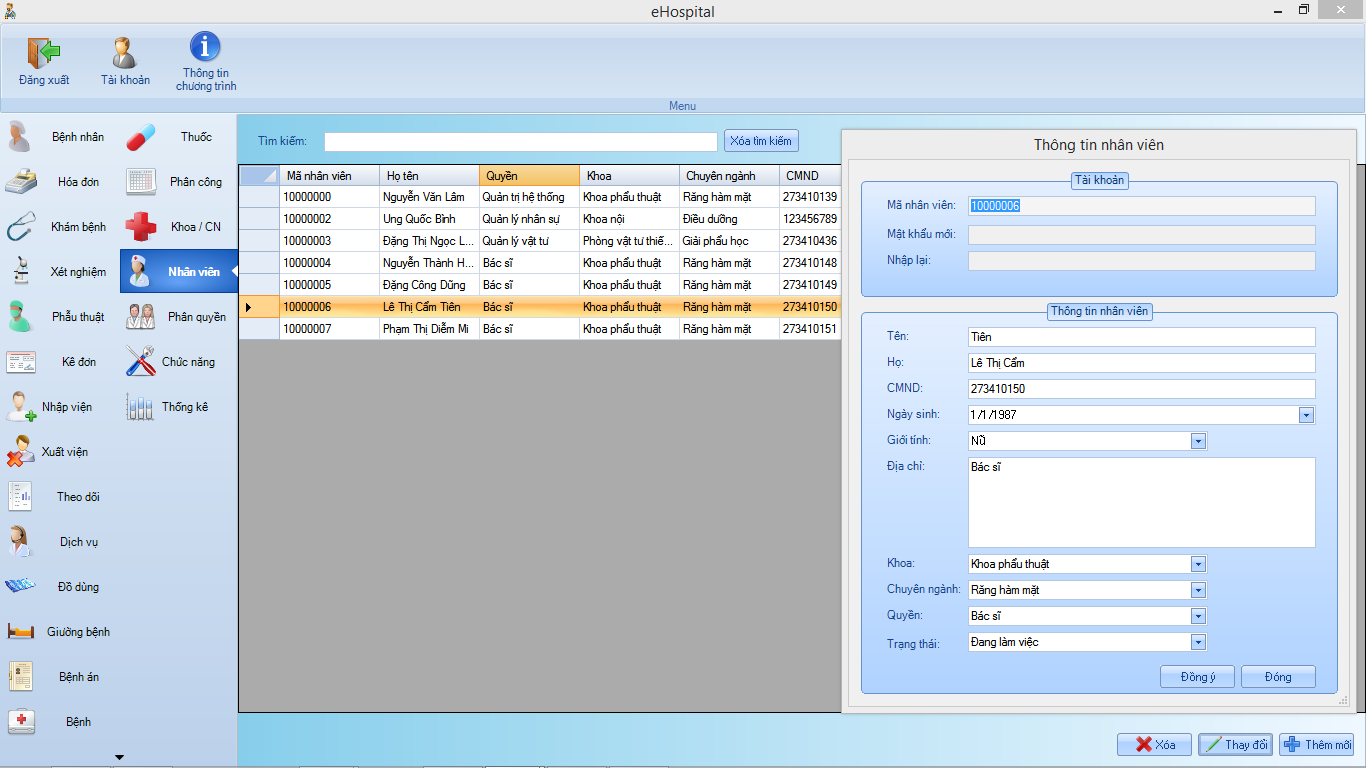 eHospital
Đăng xuất
Tài khoản
Thông tin
chương trình
Menu
Bệnh nhân
Thuốc
Hóa đơn
Phân công
Khám bệnh
Khoa / CN
Xét nghiệm
Nhân viên
Phẫu thuật
Phân quyền
Kê đơn
Chức năng
Nhập viện
Thống kê
Xuất viện
Theo dõi
Dịch vụ
Đồ dùng
Giường bệnh
Bệnh án
Bệnh
Tìm kiếm:
Xóa tìm kiếm
Mã nhân viên Họ tên Quyền Khoa Chuyên ngành CMND
10000000 Nguyễn Văn Lâm Quản trị hệ thống Khoa phẩu thuật Răng hàm mặt 273410139
10000002 Ung Quốc Bình Quản lý nhân sự Khoa nội Điều dưỡng 123456789
10000003 Đặng Thị Ngọc L... Quản lý vật tư Phòng vật tư thiế... Giải phẩu học 273410436
10000004 Nguyễn Thành H... Bác sĩ Khoa phẩu thuật Răng hàm mặt 273410148
10000005 Đặng Công Dũng Bác sĩ Khoa phẩu thuật Răng hàm mặt 273410149
10000006 Lê Thị Cẩm Tiên Bác sĩ Khoa phẩu thuật Răng hàm mặt 273410150
10000007 Phạm Thị Diễm Mi Bác sĩ Khoa phẩu thuật Răng hàm mặt 273410151
Thông tin nhân viên
Tài khoản
Mã nhân viên: 10000006
Mật khẩu mới:
Nhập lại:
Thông tin nhân viên
Tên: Tiên
Họ: Lê Thị Cẩm
CMND: 273410150
Ngày sinh: 1/1/1987
Giới tính: Nữ
Địa chỉ: Bác sĩ
Khoa: Khoa phẩu thuật
Chuyên ngành: Răng hàm mặt
Quyền: Bác sĩ
Trạng thái: Đang làm việc
Đồng ý Đóng
Xóa Thay đổi Thêm mới